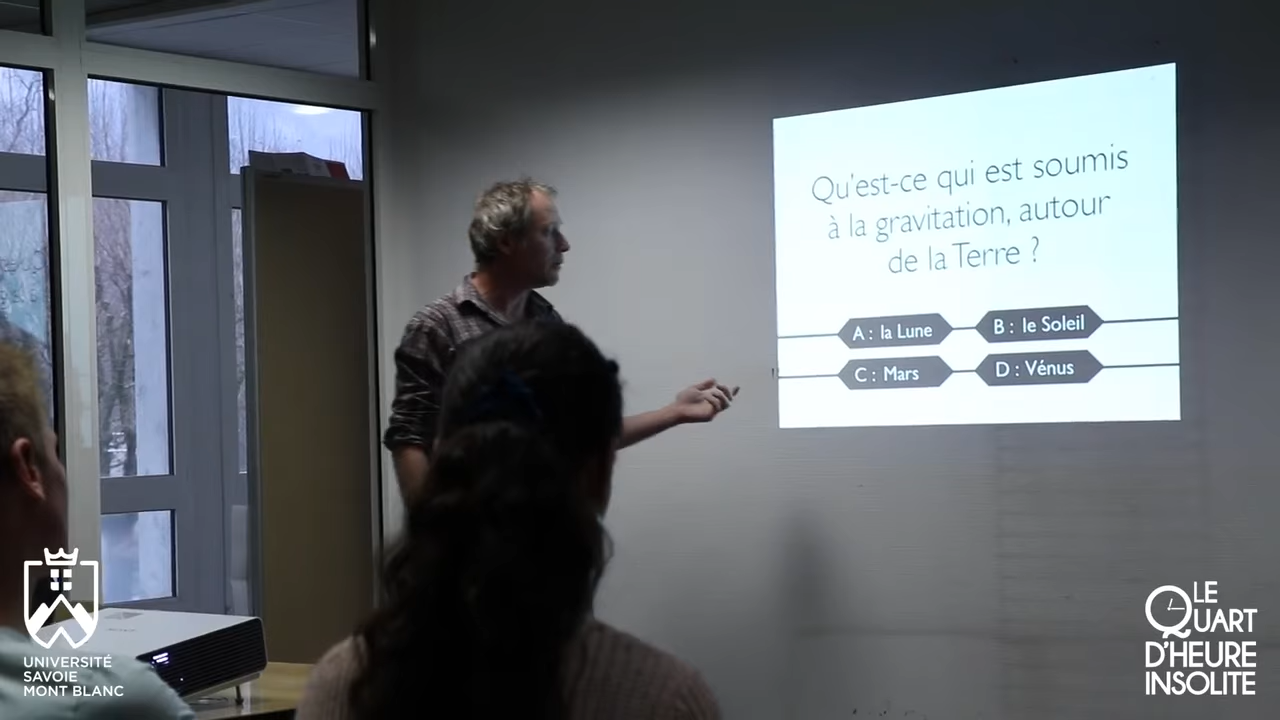 Qu'est-ce qui est soumis
à la gravitation, autour
de la Terre ?
A : la Lune
B : le Soleil
C : Mars
D : Vénus
UNIVERSITÉ
SAVOIE
MONT BLANC
LE
QUART
D'HEURE
INSOLITE